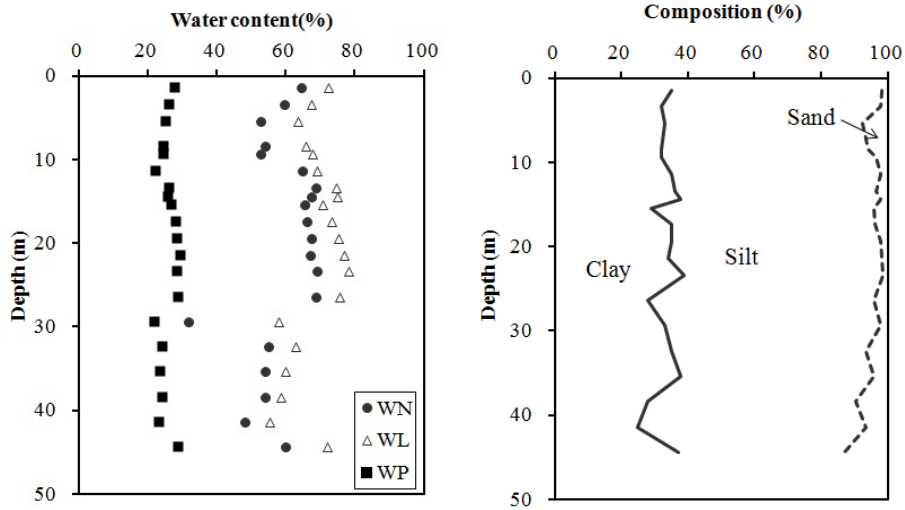 Water content(%)
0 20 40 60 80 100
0
10
20
30
40
50
Depth (m)
WN
WL
WP
Composition (%)
0 20 40 60 80 100
0
10
20
30
40
50
Depth (m)
Sand
Clay
Silt